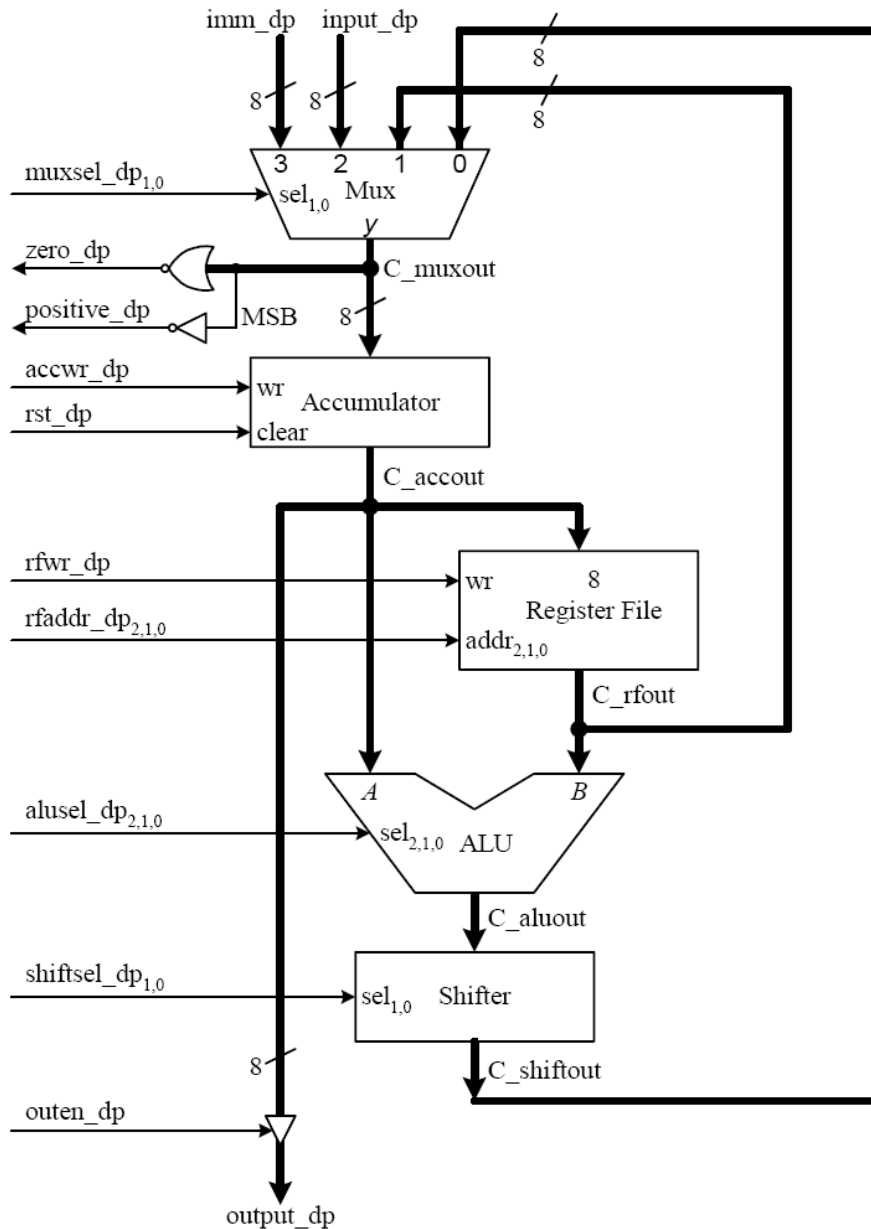 imm_dp input_dp
8
8
8 8
3 2 1 0
muxsel_dp1,0
sel1,0 Mux
y
zero_dp
C_muxout
positive_dp
MSB
8
accwr_dp
wr
Accumulator
rst_dp
clear
C_accout
rfwr_dp
wr
8
Register File
rfaddr_dp2,1,0
addr2,1,0
C_rfout
A B
alusel_dp2,1,0
sel2,1,0 ALU
C_aluout
shiftsel_dp1,0
sel1,0 Shifter
8
C_shiftout
outen_dp
output_dp